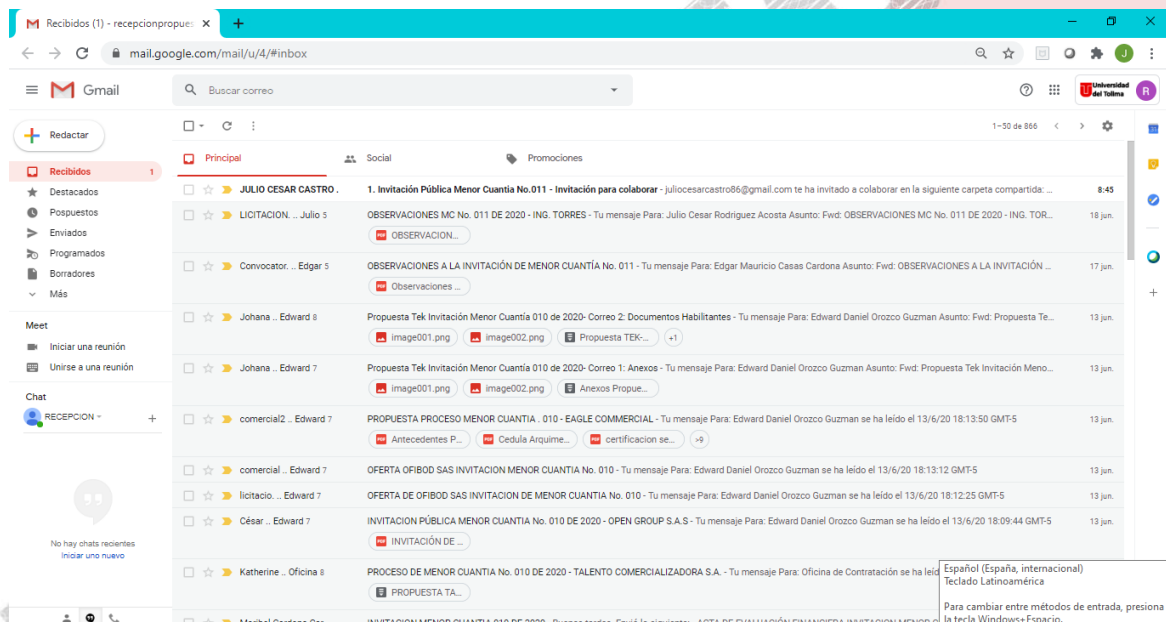 Recibidos (1) - recepcionpropues
mail.google.com/mail/u/4/#inbox
J
Gmail
Buscar correo
Universidad
del Tolima
R
Redactar
1–50 de 866
Principal
Social
Promociones
Recibidos 1
Destacados
Pospuestos
Enviados
Programados
Borradores
Más
Meet
Iniciar una reunión
Unirse a una reunión
Chat
RECEPCION
No hay chats recientes
Iniciar uno nuevo
JULIO CESAR CASTRO . 1. Invitación Pública Menor Cuantia No.011 - Invitación para colaborar - juliocesarcastro86@gmail.com te ha invitado a colaborar en la siguiente carpeta compartida: ... 8:45
LICITACION. .. Julio 5 OBSERVACIONES MC No. 011 DE 2020 - ING. TORRES - Tu mensaje Para: Julio Cesar Rodriguez Acosta Asunto: Fwd: OBSERVACIONES MC No. 011 DE 2020 - ING. TOR... 18 jun.
PDF OBSERVACION...
Convocator. .. Edgar 5 OBSERVACIONES A LA INVITACIÓN DE MENOR CUANTÍA No. 011 - Tu mensaje Para: Edgar Mauricio Casas Cardona Asunto: Fwd: OBSERVACIONES A LA INVITACIÓN ... 17 jun.
PDF Observaciones ...
Johana .. Edward 8 Propuesta Tek Invitación Menor Cuantía 010 de 2020- Correo 2: Documentos Habilitantes - Tu mensaje Para: Edward Daniel Orozco Guzman Asunto: Fwd: Propuesta Te... 13 jun.
image001.png image002.png Propuesta TEK-... +1
Johana .. Edward 7 Propuesta Tek Invitación Menor Cuantía 010 de 2020- Correo 1: Anexos - Tu mensaje Para: Edward Daniel Orozco Guzman Asunto: Fwd: Propuesta Tek Invitación Meno... 13 jun.
image001.png image002.png Anexos Propue...
comercial2 .. Edward 7 PROPUESTA PROCESO MENOR CUANTIA . 010 - EAGLE COMMERCIAL - Tu mensaje Para: Edward Daniel Orozco Guzman se ha leído el 13/6/20 18:13:50 GMT-5 13 jun.
PDF Antecedentes P... PDF Cedula Arquime... PDF certificacion se... +9
comercial .. Edward 7 OFERTA OFIBOD SAS INVITACION MENOR CUANTIA No. 010 - Tu mensaje Para: Edward Daniel Orozco Guzman se ha leído el 13/6/20 18:13:12 GMT-5 13 jun.
licitacio. .. Edward 7 OFERTA DE OFIBOD SAS INVITACION DE MENOR CUANTIA No. 010 - Tu mensaje Para: Edward Daniel Orozco Guzman se ha leído el 13/6/20 18:12:25 GMT-5 13 jun.
César .. Edward 7 INVITACION PÚBLICA MENOR CUANTIA No. 010 DE 2020 - OPEN GROUP S.A.S - Tu mensaje Para: Edward Daniel Orozco Guzman se ha leído el 13/6/20 18:09:44 GMT-5 13 jun.
PDF INVITACIÓN DE ...
Katherine .. Oficina 8 PROCESO DE MENOR CUANTIA No. 010 DE 2020 - TALENTO COMERCIALIZADORA S.A. - Tu mensaje Para: Oficina de Contratación se ha leíd
PROPUESTA TA...
Español (España, internacional)
Teclado Latinoamérica
Para cambiar entre métodos de entrada, presiona
la tecla Windows+Espacio.